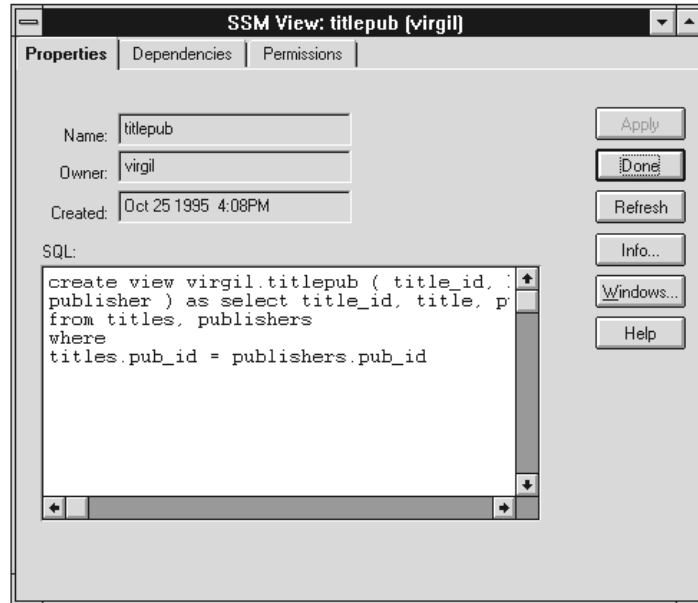 SSM View: titlepub (virgil)
Properties Dependencies Permissions
Name: titlepub
Owner: virgil
Created: Oct 25 1995 4:08PM
SQL:
create view virgil.titlepub ( title_id,
publisher ) as select title_id, title,
from titles, publishers
where
titles.pub_id = publishers.pub_id
Apply
Done
Refresh
Info...
Windows...
Help